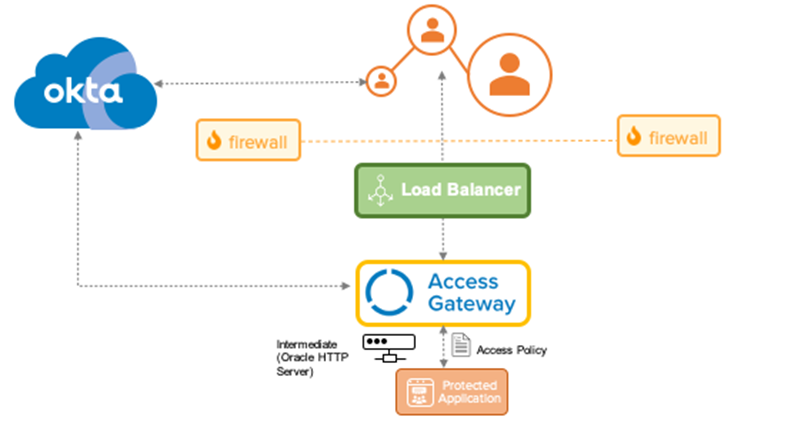 okta
firewall
firewall
Load Balancer
Access
Gateway
Intermediate
(Oracle HTTP
Server)
Access Policy
Protected
Application